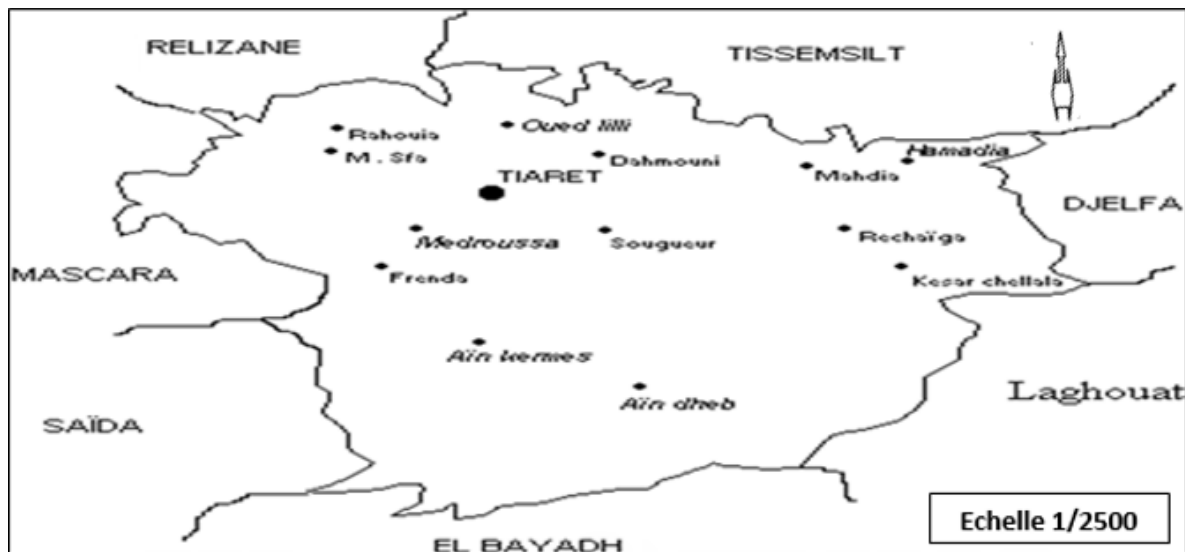 RELIZANE
TISSEMSILT
Oued lilli
Rahouia
Hamadia
M. Sfa
Dahmouni
Mahdia
TIARET
DJELFA
Medroussa
Sougueur
Rechaïga
MASCARA
Frenda
Kesar chellala
Aïn kermes
Laghouat
Aïn dheb
SAÏDA
Echelle 1/2500
EL BAYADH